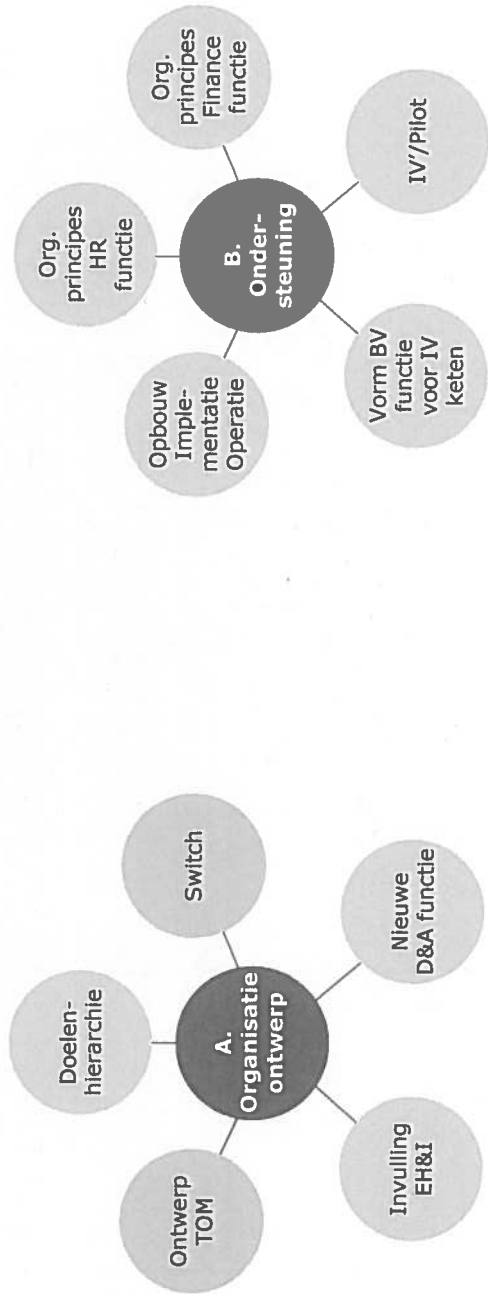 A.
Organisatie
ontwerp
Doelen-
hierarchie
Switch
Nieuwe
D&A functie
Invulling
EH&I
Ontwerp
TOM
B.
Onder-
steuning
Org.
principes
HR
functie
Org.
principes
Finance
functie
IV'/Pilot
Vorm BV
functie
voor IV
keten
Opbouw
Imple-
mentatie
Operatie